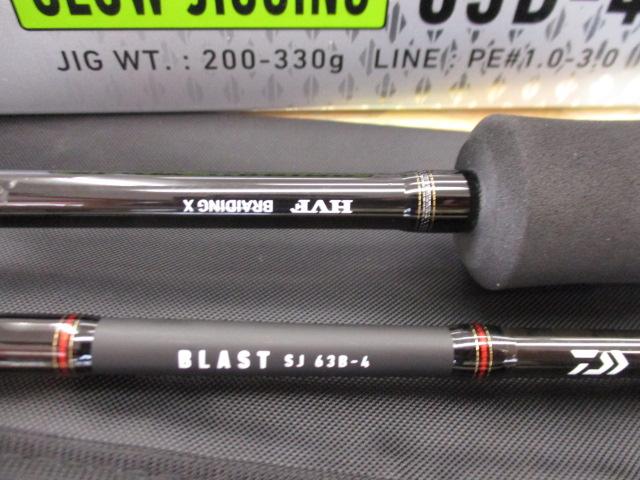 SLOW JIGGING 63B-4
JIG WT. : 200-330g LINE : PE#1.0-3.0
HVF BRAIDING X
BLAST SJ 63B-4